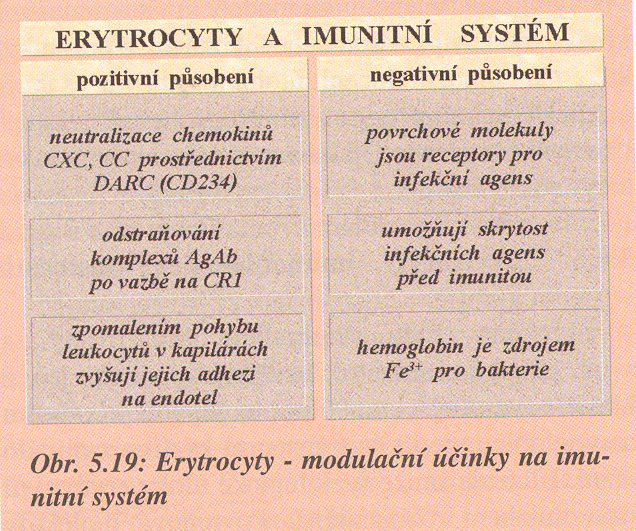 ERYTROCYTY A IMUNITNÍ SYSTÉM
pozitivní působení
neutralizace chemokinů
CXC, CC prostřednictvím
DARC (CD234)
odstraňování
komplexů AgAb
po vazbě na CR1
zpomalením pohybu
leukocytů v kapilárách
zvyšují jejich adhezi
na endotel
negativní působení
povrchové molekuly
jsou receptory pro
infekční agens
umožňují skrytost
infekčních agens
před imunitou
hemoglobin je zdrojem
Fe³⁺ pro bakterie
Obr. 5.19: Erytrocyty - modulační účinky na imu-
nitní systém